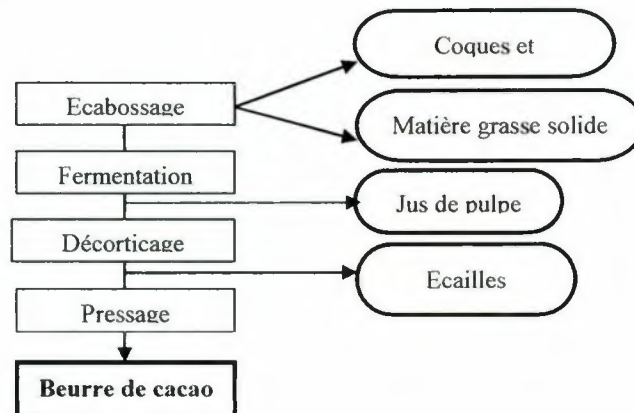 Coques et
Ecabossage
Matière grasse solide
Fermentation
Jus de pulpe
Décorticage
Ecailles
Pressage
Beurre de cacao